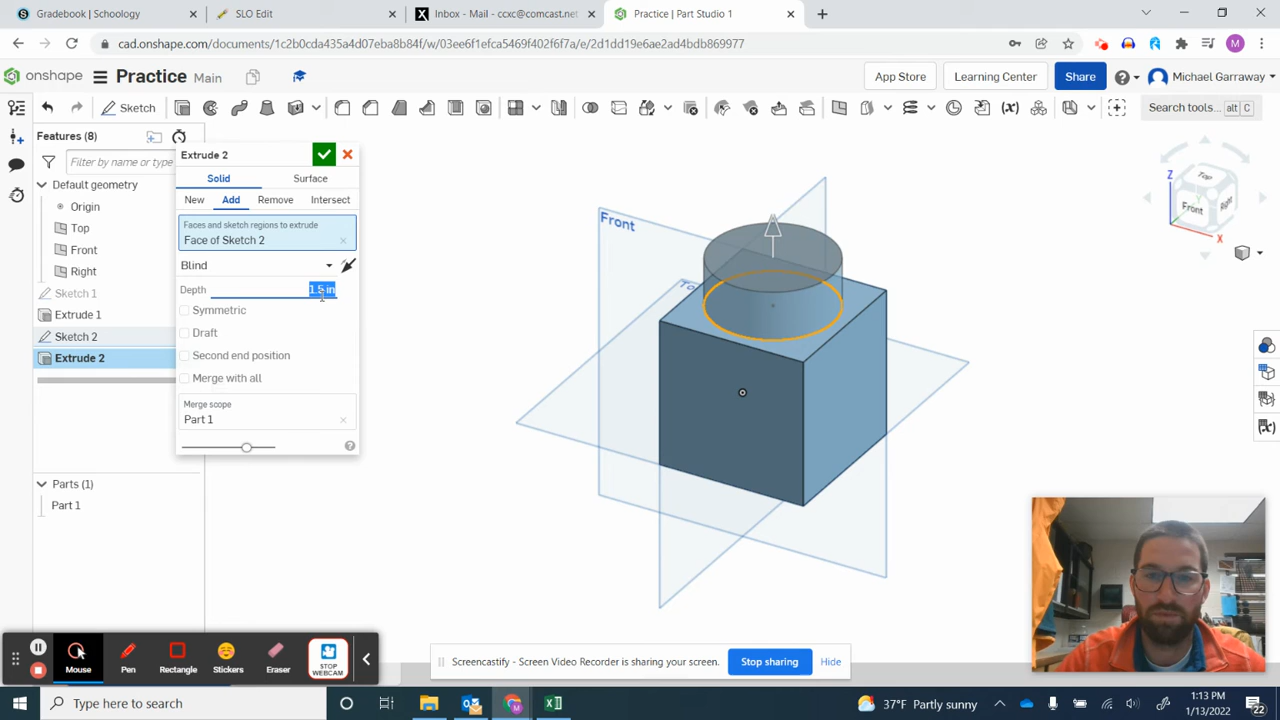 Gradebook | Schoology
SLO Edit
Inbox - Mail - ccxc@comcast.net
Practice | Part Studio 1
cad.onshape.com/documents/1c2b0cda435a4d07eba8e84f/w/03ee6f1efca5469f402f6f7a/e/2d1dd19e6ae2ad4bdb869977
M
onshape
Practice Main
App Store
Learning Center
Share
Michael Garraway
Sketch
Search tools... alt C
Features (8)
Filter by name or type
Default geometry
Origin
Top
Front
Right
Sketch 1
Extrude 1
Sketch 2
Extrude 2
Parts (1)
Part 1
Extrude 2
Solid
Surface
New
Add
Remove
Intersect
Faces and sketch regions to extrude
Face of Sketch 2
Blind
Depth
1.5 in
Symmetric
Draft
Second end position
Merge with all
Merge scope
Part 1
Front
To
Z
Top
Front
Right
X
Mouse
Pen
Rectangle
Stickers
Eraser
STOP
WEBCAM
Screencastify - Screen Video Recorder is sharing your screen.
Stop sharing
Hide
Type here to search
37°F Partly sunny
1:13 PM
1/13/2022
22